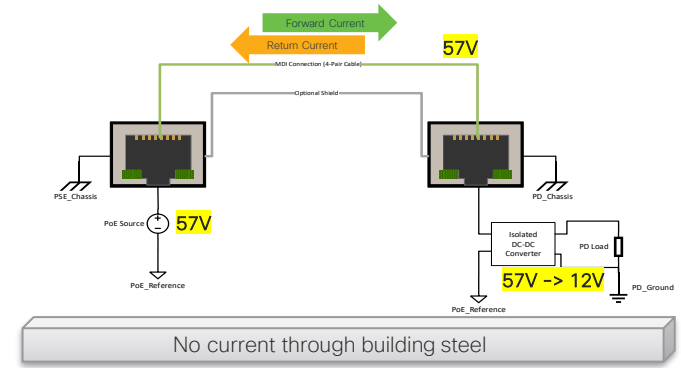 Forward Current
Return Current
57V
MDI Connection (4-Pair Cable)
Optional Shield
PSE_Chassis
PD_Chassis
PoE Source
+
−
57V
Isolated
DC-DC
Converter
PD Load
57V -> 12V
PoE_Reference
PD_Ground
PoE_Reference
No current through building steel